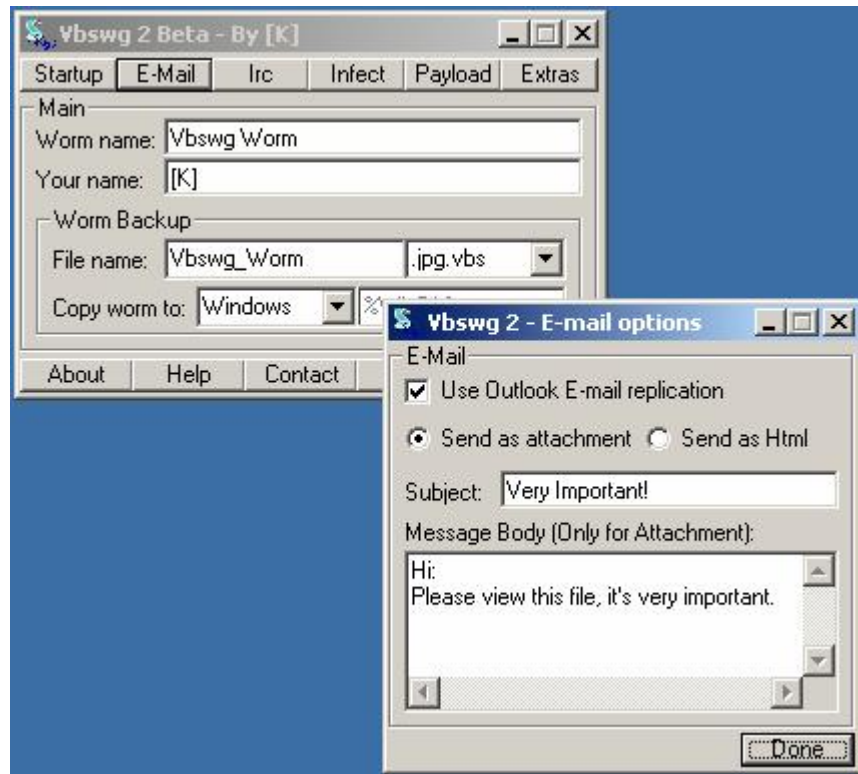 Vbswg 2 Beta - By [K]
Startup E-Mail Irc Infect Payload Extras
Main
Worm name: Vbswg Worm
Your name: [K]
Worm Backup
File name: Vbswg_Worm .jpg.vbs
Copy worm to: Windows
About Help Contact
Vbswg 2 - E-mail options
E-Mail
Use Outlook E-mail replication
Send as attachment Send as Html
Subject: Very Important!
Message Body (Only for Attachment):
Hi:
Please view this file, it's very important.
Done